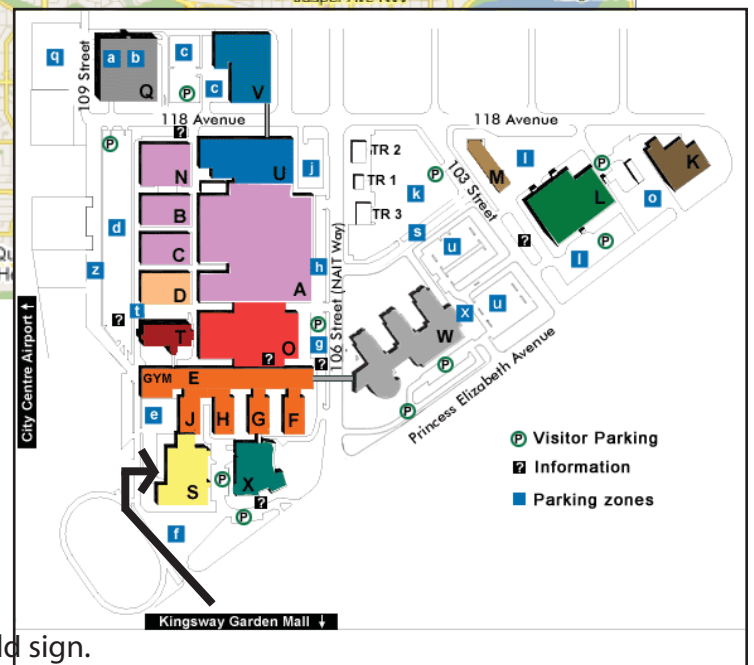 q
a
b
c
c
Q
V
109 Street
118 Avenue
118 Avenue
P
P
?
N
U
j
TR 2
TR 1
TR 3
P
k
103 Street
M
l
P
L
K
o
B
d
C
s
u
?
P
l
z
h
A
D
t
?
T
O
?
P
g
?
106 Street (NAIT Way)
x
u
W
P
P
Princess Elizabeth Avenue
City Centre Airport ↑
GYM E
e
J
H
G
F
S
P
X
?
P
f
P Visitor Parking
? Information
Parking zones
Kingsway Garden Mall ↓
sign.